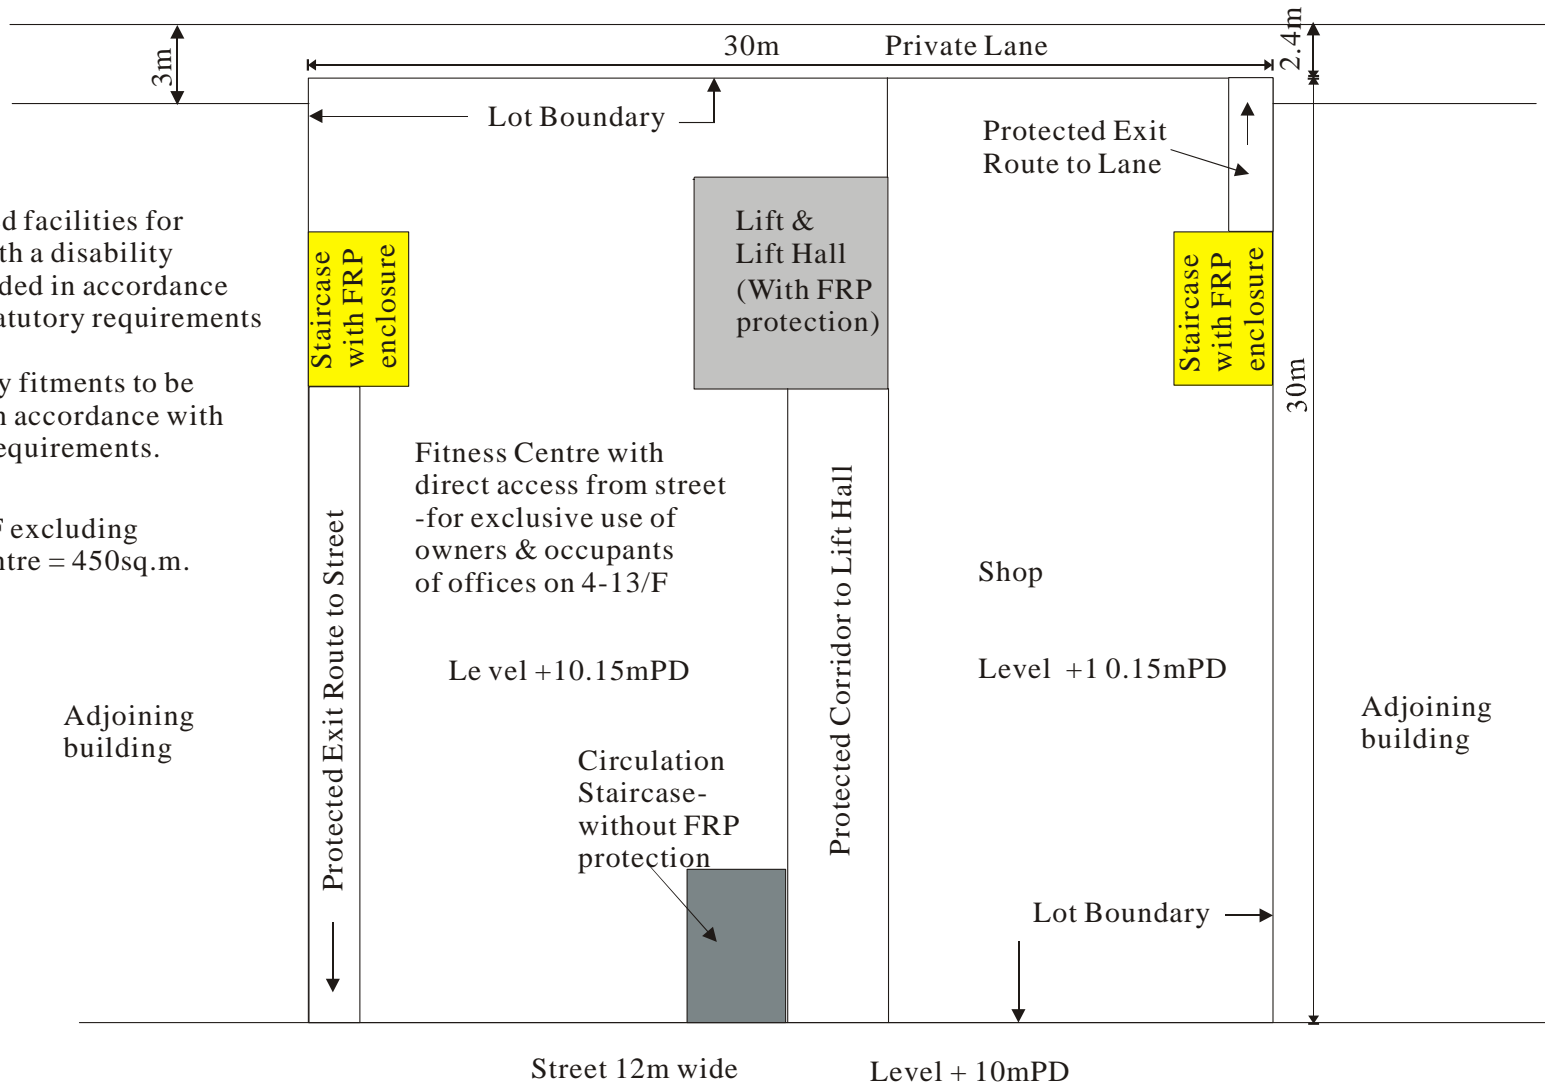 30m
Private Lane
3m
2.4m
Lot Boundary
Protected Exit
Route to Lane
d facilities for
th a disability
ded in accordance
atutory requirements
y fitments to be
n accordance with
equirements.
F excluding
ntre = 450sq.m.
Staircase
with FRP
enclosure
Lift &
Lift Hall
(With FRP
protection)
Staircase
with FRP
enclosure
30m
Fitness Centre with
direct access from street
-for exclusive use of
owners & occupants
of offices on 4-13/F
Le vel +10.15mPD
Protected Exit Route to Street
Protected Corridor to Lift Hall
Shop
Level +1 0.15mPD
Adjoining
building
Adjoining
building
Circulation
Staircase-
without FRP
protection
Lot Boundary
Street 12m wide
Level + 10mPD